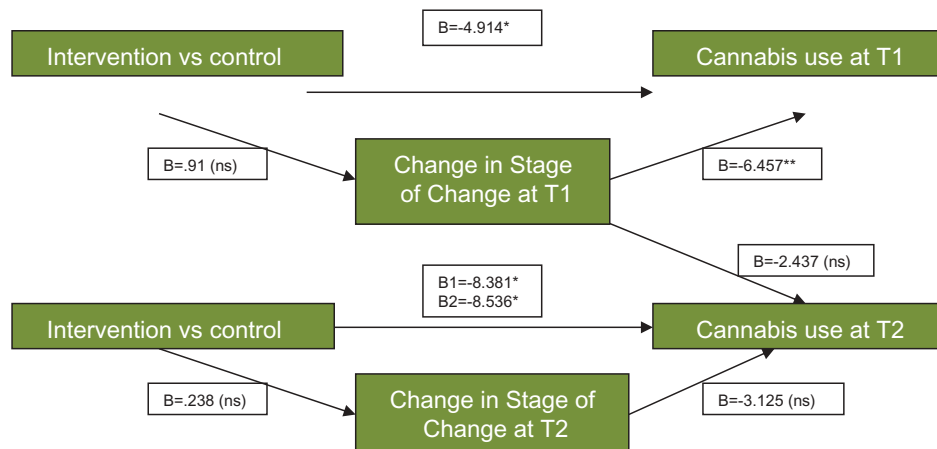 B=-4.914*
Intervention vs control
Cannabis use at T1
B=.91 (ns)
Change in Stage
of Change at T1
B=-6.457**
B=-2.437 (ns)
B1=-8.381*
B2=-8.536*
Intervention vs control
Cannabis use at T2
B=.238 (ns)
Change in Stage of
Change at T2
B=-3.125 (ns)